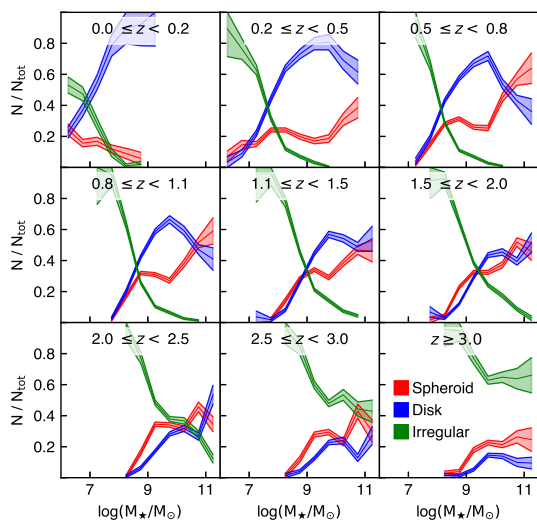 0.0 ≤ z < 0.2
0.2 ≤ z < 0.5
0.5 ≤ z < 0.8
N / N_tot
0.8
0.6
0.4
0.2
0.8 ≤ z < 1.1
1.1 ≤ z < 1.5
1.5 ≤ z < 2.0
N / N_tot
0.8
0.6
0.4
0.2
2.0 ≤ z < 2.5
2.5 ≤ z < 3.0
z ≥ 3.0
N / N_tot
0.8
0.6
0.4
0.2
Spheroid
Disk
Irregular
7 9 11
7 9 11
7 9 11
log(M★/M⊙)
log(M★/M⊙)
log(M★/M⊙)